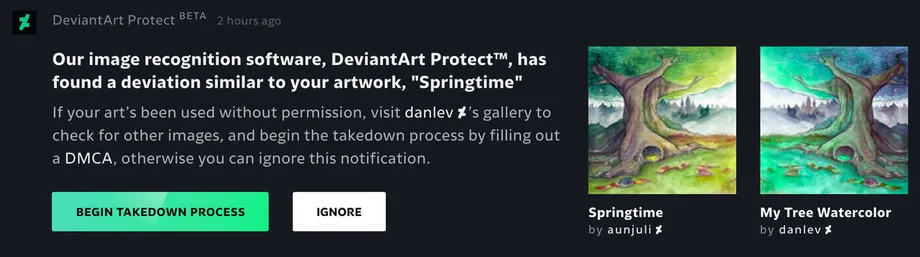 DeviantArt Protect BETA 2 hours ago
Our image recognition software, DeviantArt Protect™, has
found a deviation similar to your artwork, "Springtime"
If your art's been used without permission, visit danlev's gallery to
check for other images, and begin the takedown process by filling out
a DMCA, otherwise you can ignore this notification.
BEGIN TAKEDOWN PROCESS
IGNORE
Springtime
by aunjuli
My Tree Watercolor
by danlev